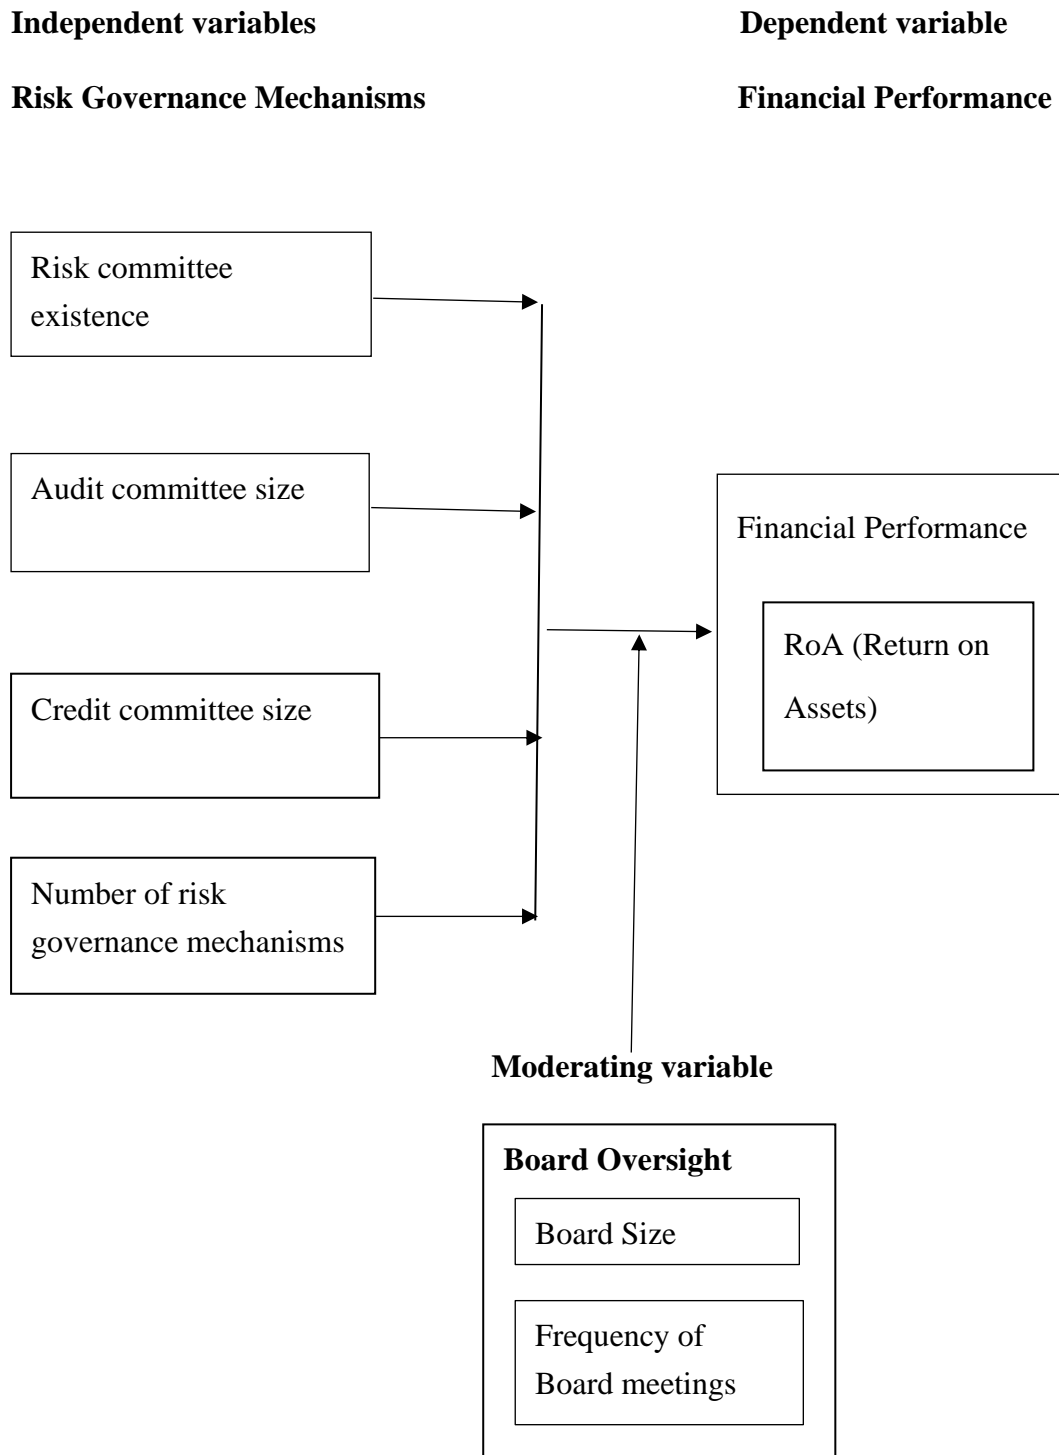 Independent variables
Dependent variable
Risk Governance Mechanisms
Financial Performance
Risk committee
existence
Audit committee size
Credit committee size
Number of risk
governance mechanisms
Financial Performance
RoA (Return on
Assets)
Moderating variable
Board Oversight
Board Size
Frequency of
Board meetings